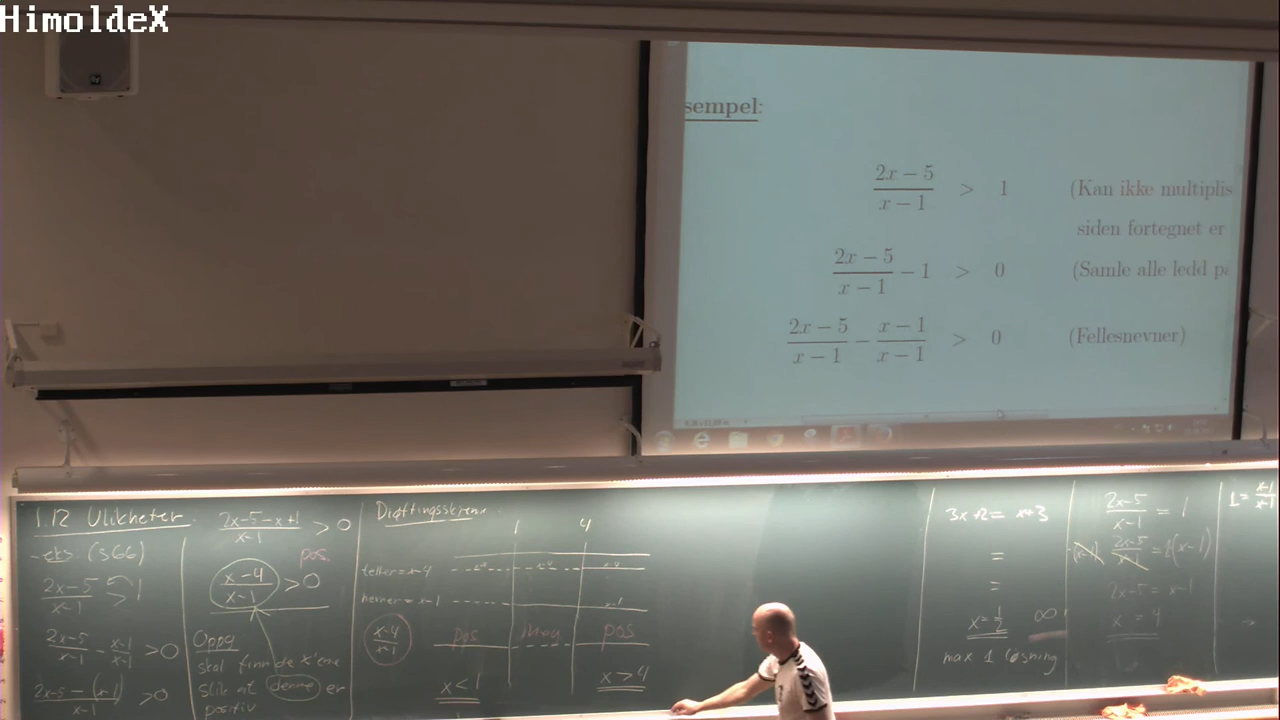 HimoldeX
sempel:
2x − 5 / x − 1 > 1 (Kan ikke multiplis
siden fortegnet er
2x − 5 / x − 1 − 1 > 0 (Samle alle ledd p
2x − 5 / x − 1 − x − 1 / x − 1 > 0 (Fellesnevner)
1.12 Ulikheter.
- eks. (s66)
2x-5 / x-1 > 1
2x-5 / x-1 - x-1 / x-1 > 0
2x-5-(x-1) / x-1 > 0
2x-5-x+1 / x-1 > 0
pos.
x-4 / x-1 > 0
Oppg
skal finne de x'ene
slik at denne er
positiv
Drøftingsskjema:
1 4
teller = x-4
nevner = x-1
x-4 / x-1 pos neg pos
x<1 x>4
3x+2 = x+3
=
=
x = 1/2 ∞
max 1 løsning
2x-5 / x-1 = 1
(x-1) 2x-5 / x-1 = 1(x-1)
2x-5 = x-1
x = 4
1 = x-1 / x-1